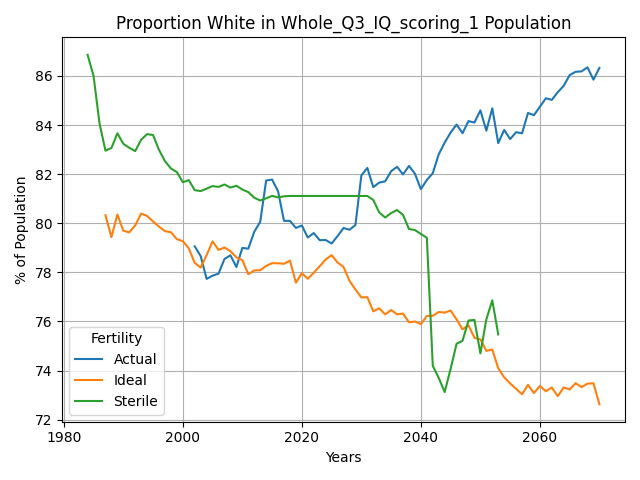 Proportion White in Whole_Q3_IQ_scoring_1 Population
% of Population
86
84
82
80
78
76
74
72
Fertility
Actual
Ideal
Sterile
1980
2000
2020
2040
2060
Years